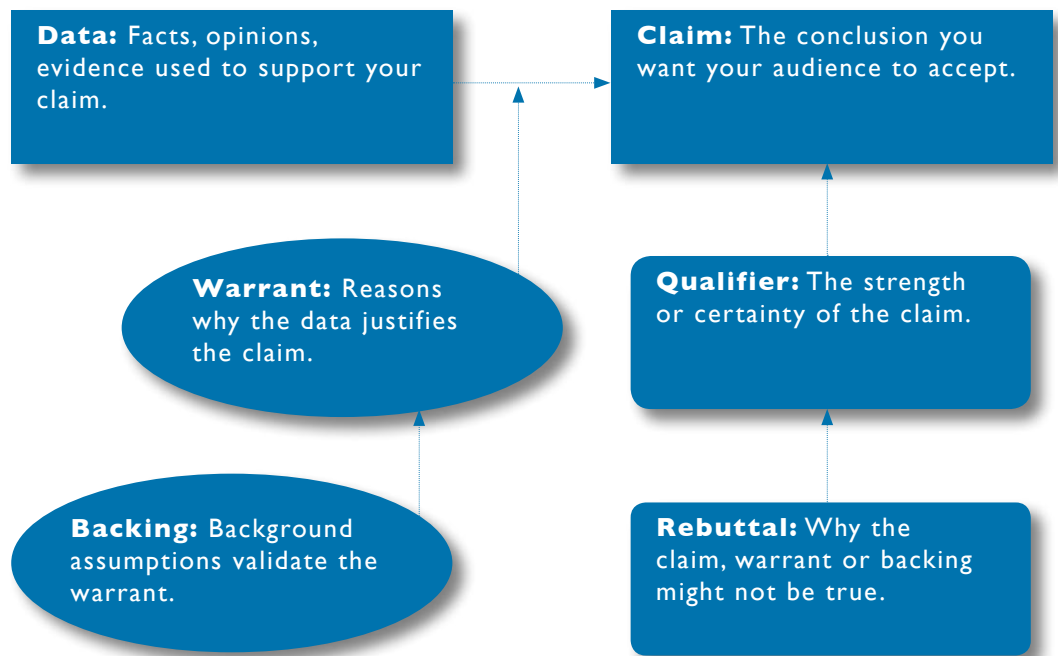 Data: Facts, opinions,
evidence used to support your
claim.
Claim: The conclusion you
want your audience to accept.
Warrant: Reasons
why the data justifies
the claim.
Qualifier: The strength
or certainty of the claim.
Backing: Background
assumptions validate the
warrant.
Rebuttal: Why the
claim, warrant or backing
might not be true.